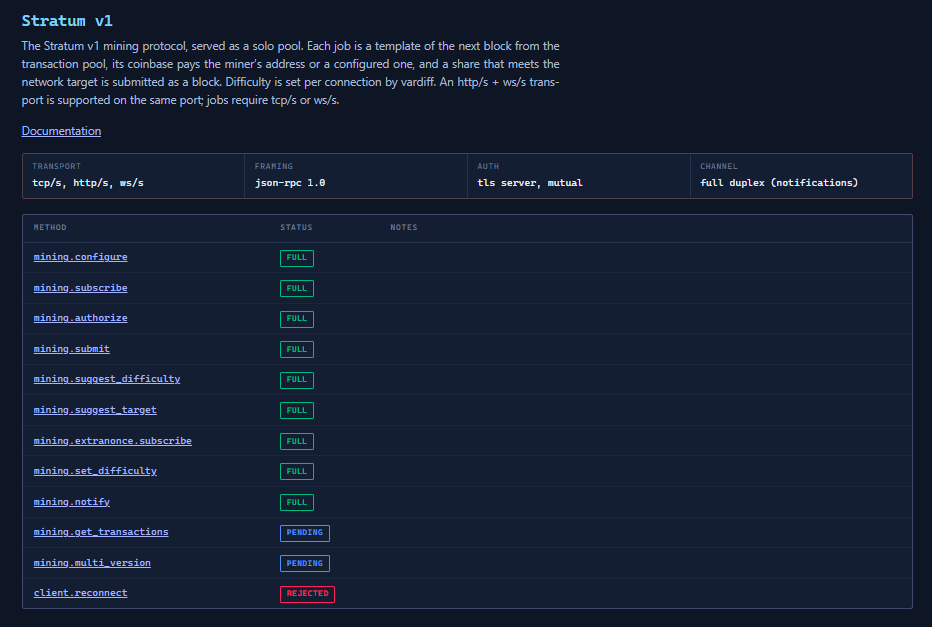 Stratum v1
The Stratum v1 mining protocol, served as a solo pool. Each job is a template of the next block from the
transaction pool, its coinbase pays the miner's address or a configured one, and a share that meets the
network target is submitted as a block. Difficulty is set per connection by vardiff. An http/s + ws/s trans-
port is supported on the same port; jobs require tcp/s or ws/s.
Documentation
TRANSPORT FRAMING AUTH CHANNEL
tcp/s, http/s, ws/s json-rpc 1.0 tls server, mutual full duplex (notifications)
METHOD STATUS NOTES
mining.configure FULL
mining.subscribe FULL
mining.authorize FULL
mining.submit FULL
mining.suggest_difficulty FULL
mining.suggest_target FULL
mining.extranonce.subscribe FULL
mining.set_difficulty FULL
mining.notify FULL
mining.get_transactions PENDING
mining.multi_version PENDING
client.reconnect REJECTED